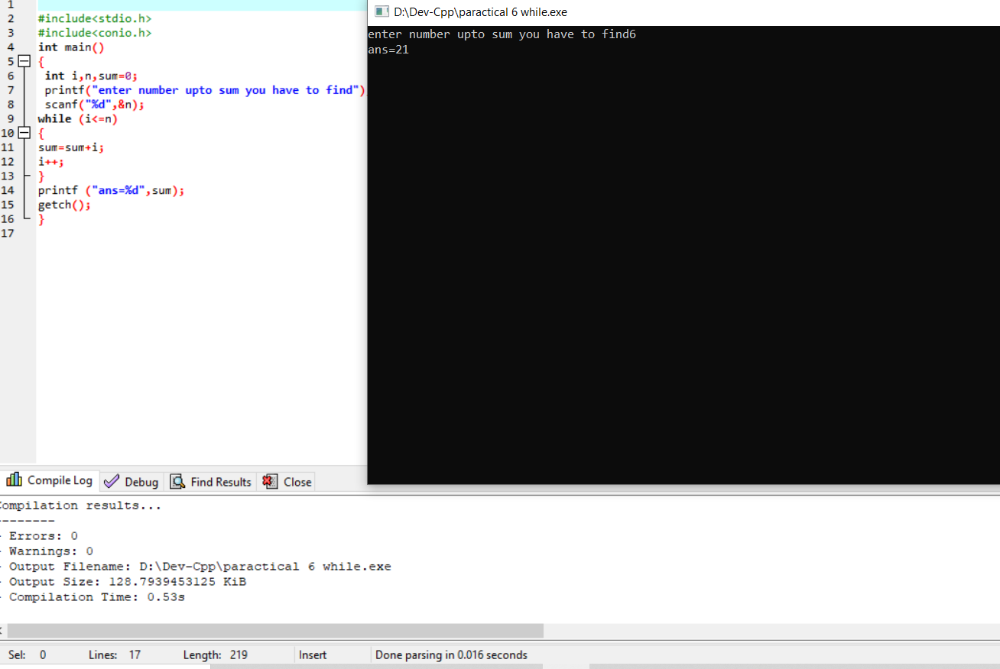 1
2 #include<stdio.h>
3 #include<conio.h>
4 int main()
5 {
6 int i,n,sum=0;
7 printf("enter number upto sum you have to find")
8 scanf("%d",&n);
9 while (i<=n)
10 {
11 sum=sum+i;
12 i++;
13 }
14 printf ("ans=%d",sum);
15 getch();
16 }
17
D:\Dev-Cpp\paractical 6 while.exe
enter number upto sum you have to find6
ans=21
Compile Log Debug Find Results Close
Compilation results...
--------
- Errors: 0
- Warnings: 0
- Output Filename: D:\Dev-Cpp\paractical 6 while.exe
- Output Size: 128.7939453125 KiB
- Compilation Time: 0.53s
Sel: 0 Lines: 17 Length: 219 Insert Done parsing in 0.016 seconds